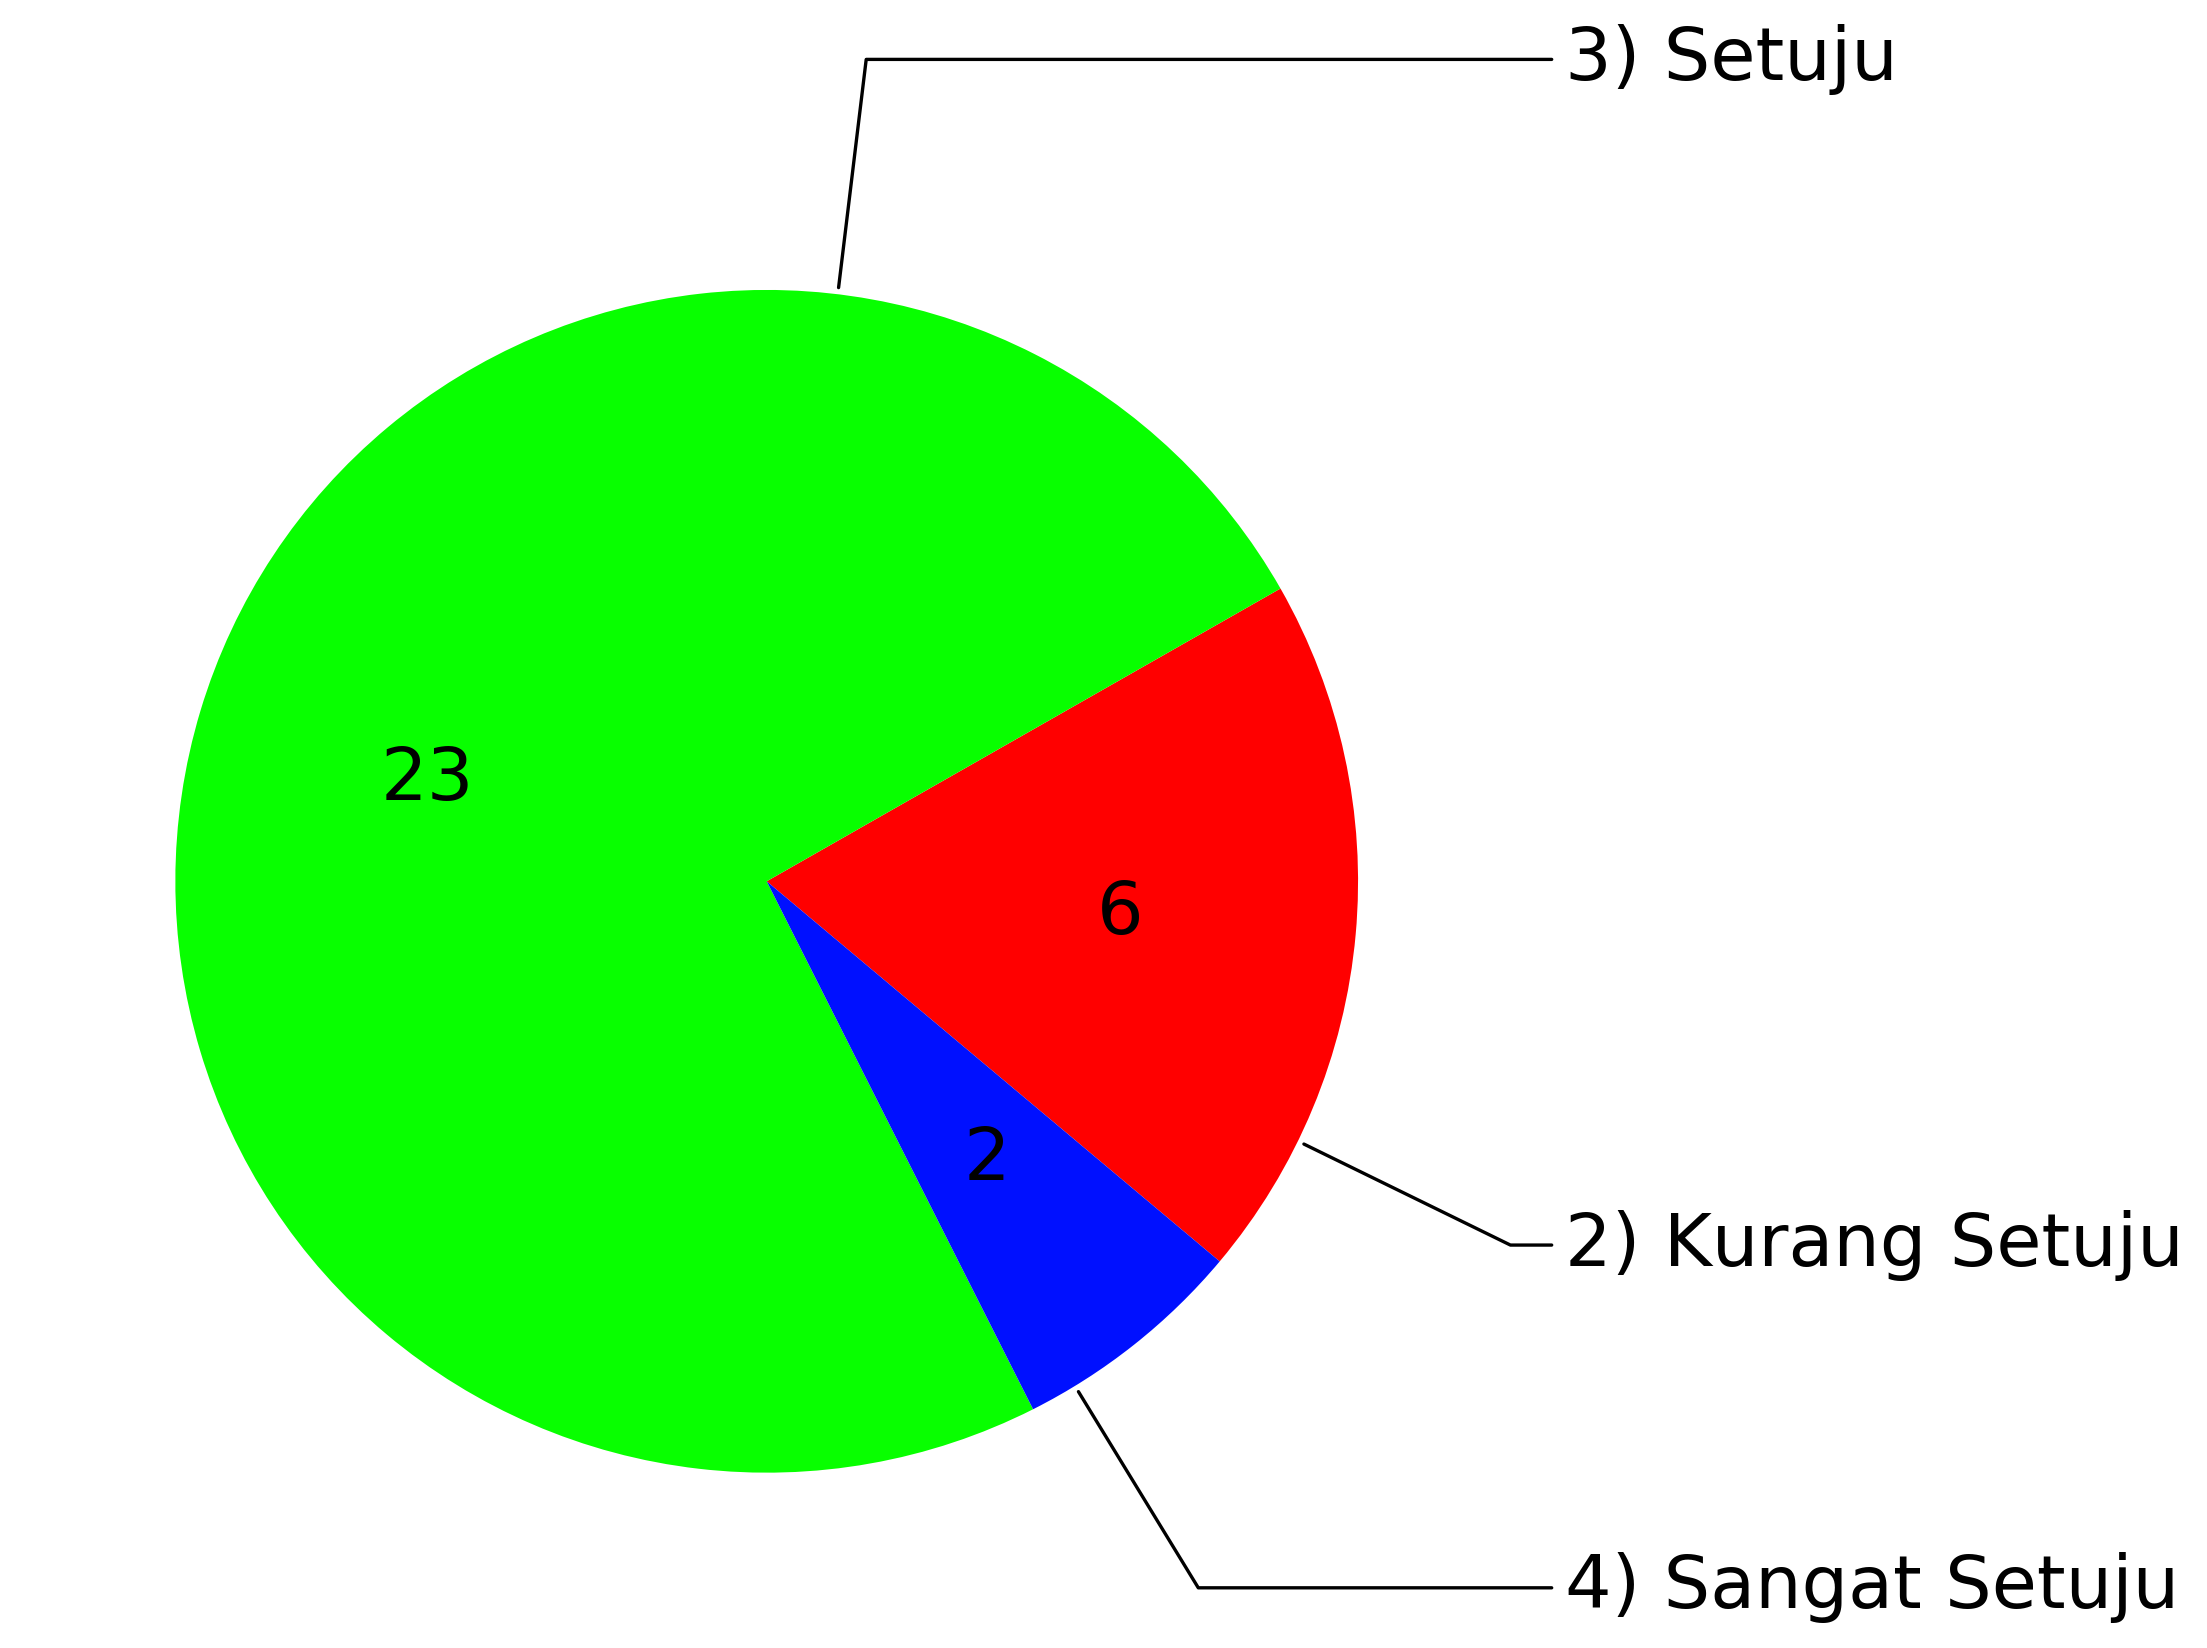 3) Setuju
23
6
2
2) Kurang Setuju
4) Sangat Setuju